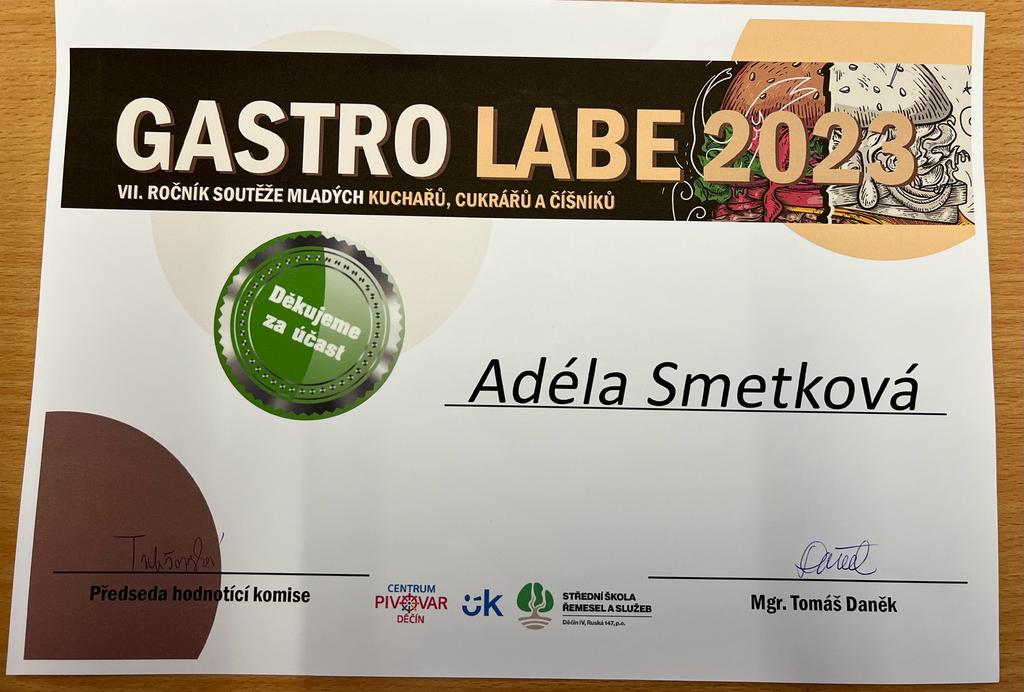 GASTRO LABE 2023
VII. ROČNÍK SOUTĚŽE MLADÝCH KUCHAŘŮ, CUKRÁŘŮ A ČÍŠNÍKŮ
Děkujeme
za účast
Adéla Smetková
Předseda hodnotící komise
CENTRUM
PIVOVAR
DĚČÍN
ÚK
STŘEDNÍ ŠKOLA
ŘEMESEL A SLUŽEB
Děčín IV, Ruská 147, p.o.
Daněk
Mgr. Tomáš Daněk